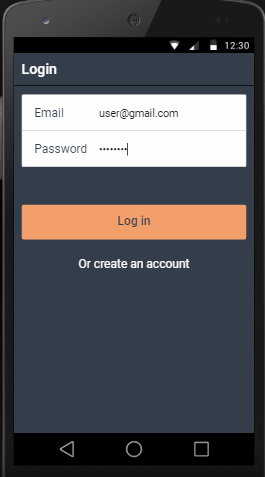 12:30
Login
Email user@gmail.com
Password ••••••••
Log in
Or create an account